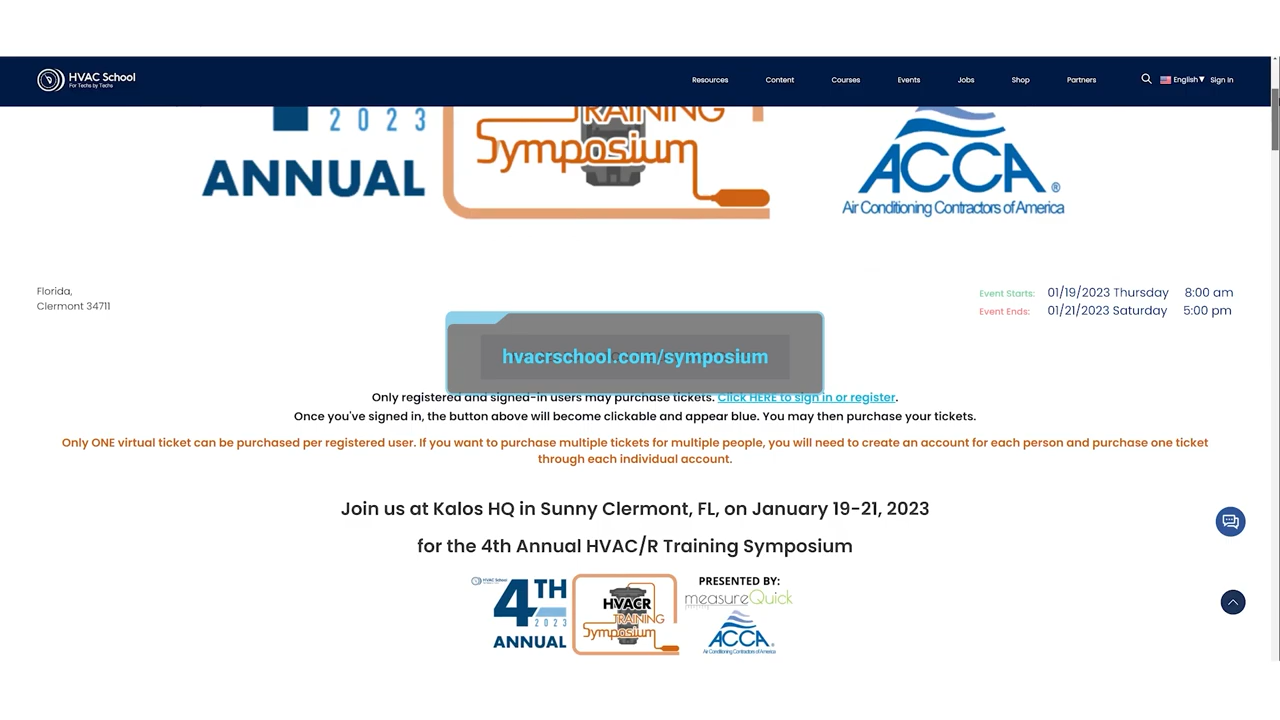 HVAC School
For Techs by Techs
Resources
Content
Courses
Events
Jobs
Shop
Partners
English▼
Sign In
2023
ANNUAL
TRAINING
Symposium
ACCA®
Air Conditioning Contractors of America
Florida,
Clermont 34711
Event Starts: 01/19/2023 Thursday 8:00 am
Event Ends: 01/21/2023 Saturday 5:00 pm
hvacrschool.com/symposium
Only registered and signed-in users may purchase tickets. Click HERE to sign in or register.
Once you've signed in, the button above will become clickable and appear blue. You may then purchase your tickets.
Only ONE virtual ticket can be purchased per registered user. If you want to purchase multiple tickets for multiple people, you will need to create an account for each person and purchase one ticket
through each individual account.
Join us at Kalos HQ in Sunny Clermont, FL, on January 19-21, 2023
for the 4th Annual HVAC/R Training Symposium
HVAC School
4TH
2023
ANNUAL
HVACR
TRAINING
Symposium
PRESENTED BY:
measureQuick
ACCA
Air Conditioning Contractors of America